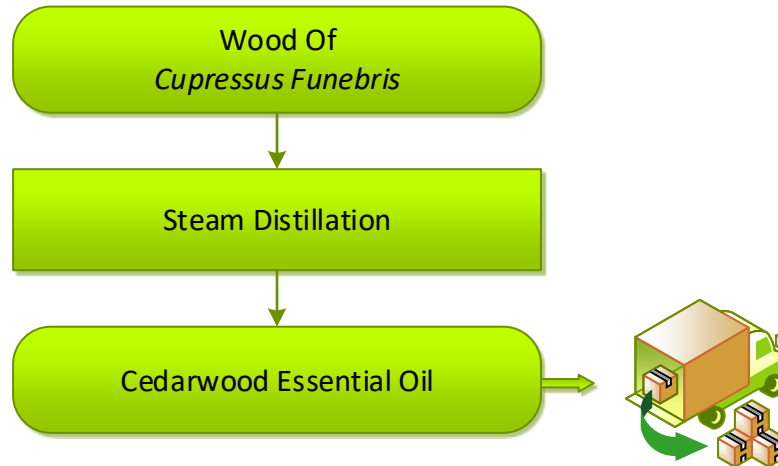 Wood Of
Cupressus Funebris
Steam Distillation
Cedarwood Essential Oil